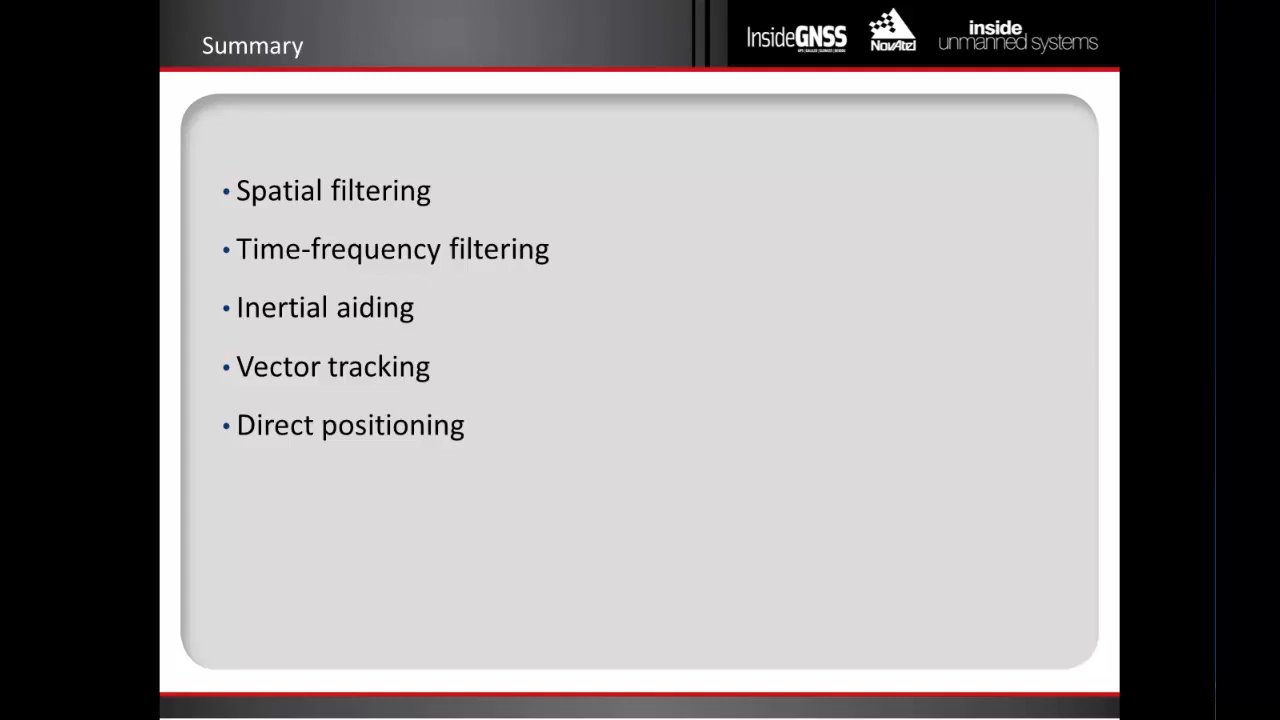 Summary
InsideGNSS
NovAtel
inside
unmanned systems
• Spatial filtering
• Time-frequency filtering
• Inertial aiding
• Vector tracking
• Direct positioning